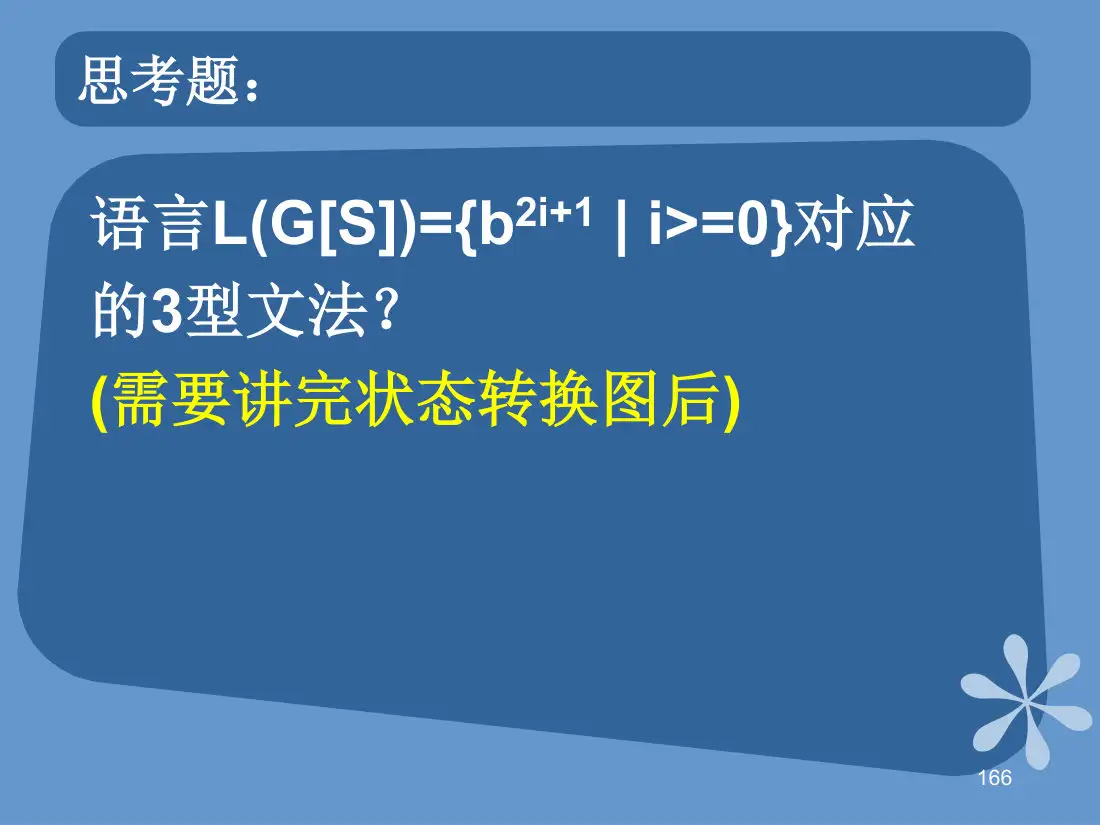 思考题：
语言L(G[S])={b²ⁱ⁺¹ | i>=0}对应
的3型文法？
(需要讲完状态转换图后)
166